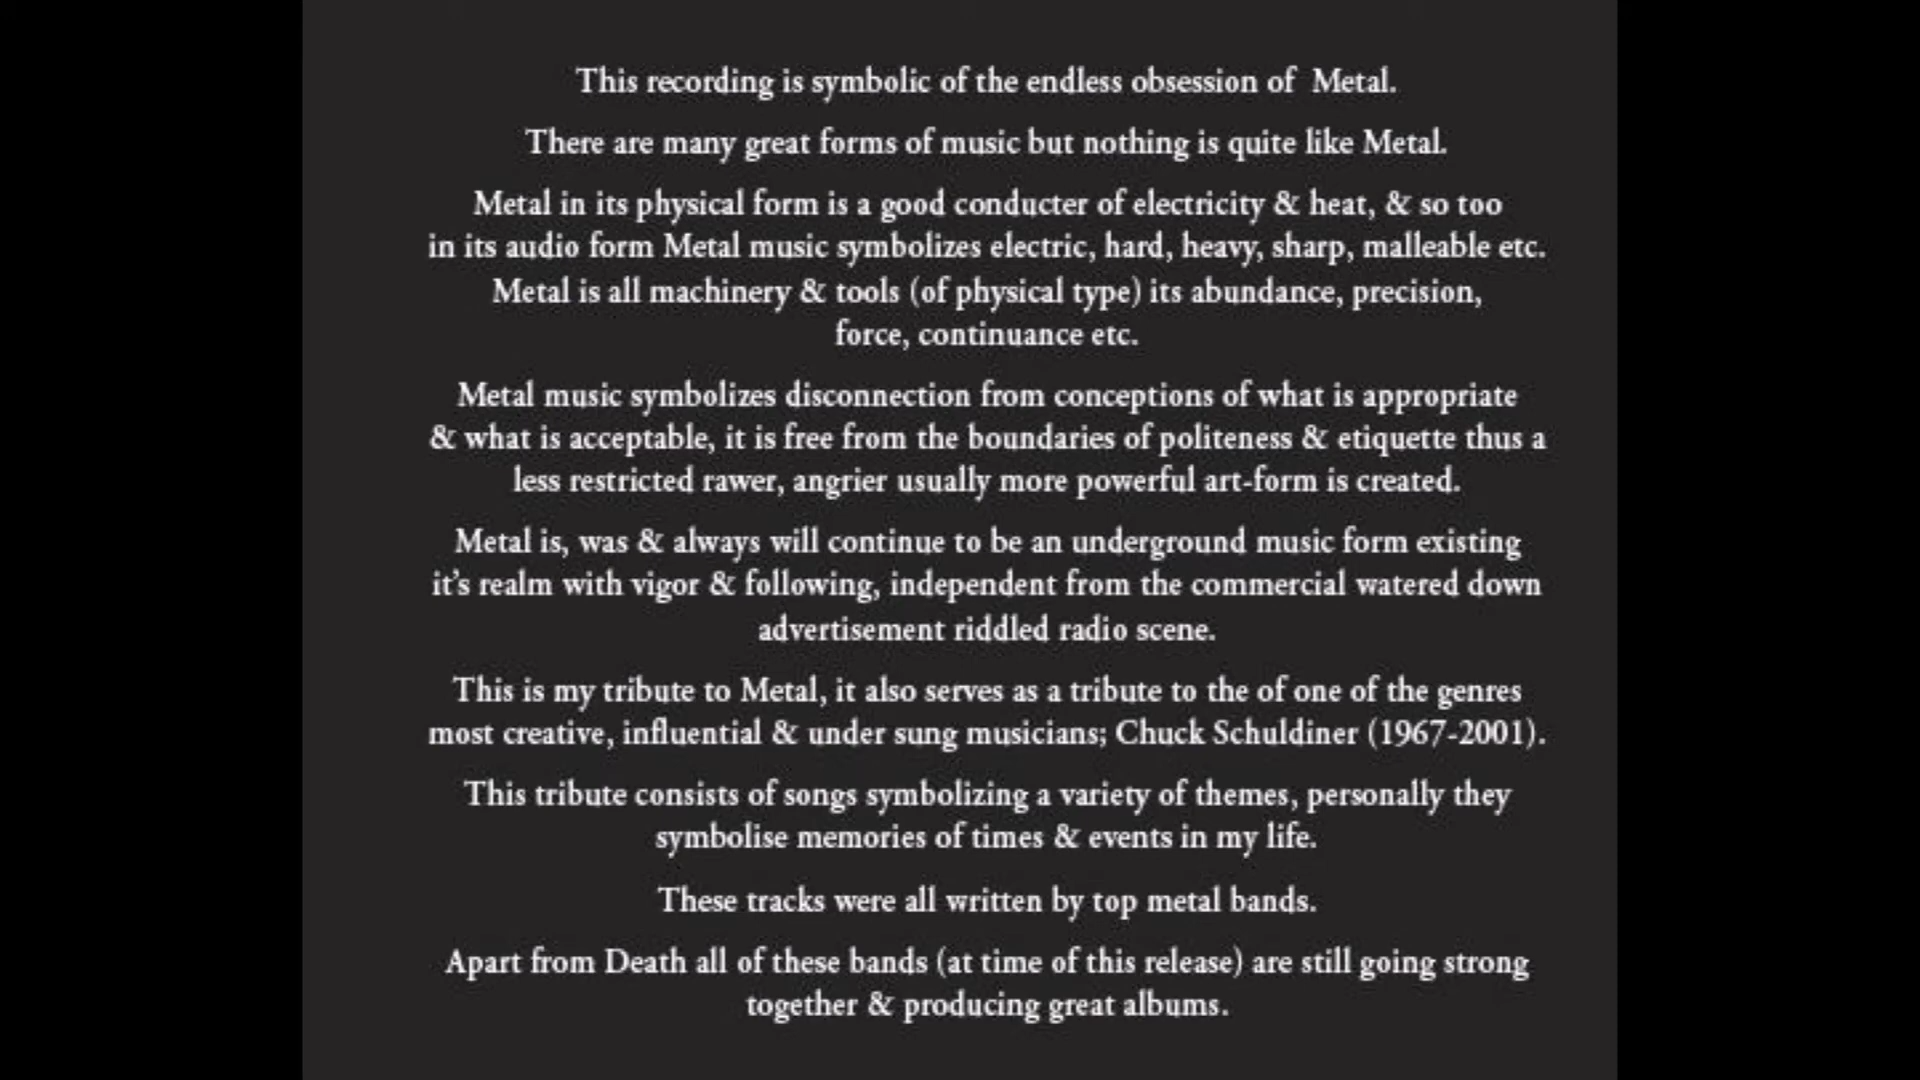 This recording is symbolic of the endless obsession of  Metal.
There are many great forms of music but nothing is quite like Metal.
Metal in its physical form is a good conducter of electricity & heat, & so too
in its audio form Metal music symbolizes electric, hard, heavy, sharp, malleable etc.
Metal is all machinery & tools (of physical type) its abundance, precision,
force, continuance etc.
Metal music symbolizes disconnection from conceptions of what is appropriate
& what is acceptable, it is free from the boundaries of politeness & etiquette thus a
less restricted rawer, angrier usually more powerful art-form is created.
Metal is, was & always will continue to be an underground music form existing
it's realm with vigor & following, independent from the commercial watered down
advertisement riddled radio scene.
This is my tribute to Metal, it also serves as a tribute to the of one of the genres
most creative, influential & under sung musicians; Chuck Schuldiner (1967-2001).
This tribute consists of songs symbolizing a variety of themes, personally they
symbolise memories of times & events in my life.
These tracks were all written by top metal bands.
Apart from Death all of these bands (at time of this release) are still going strong
together & producing great albums.